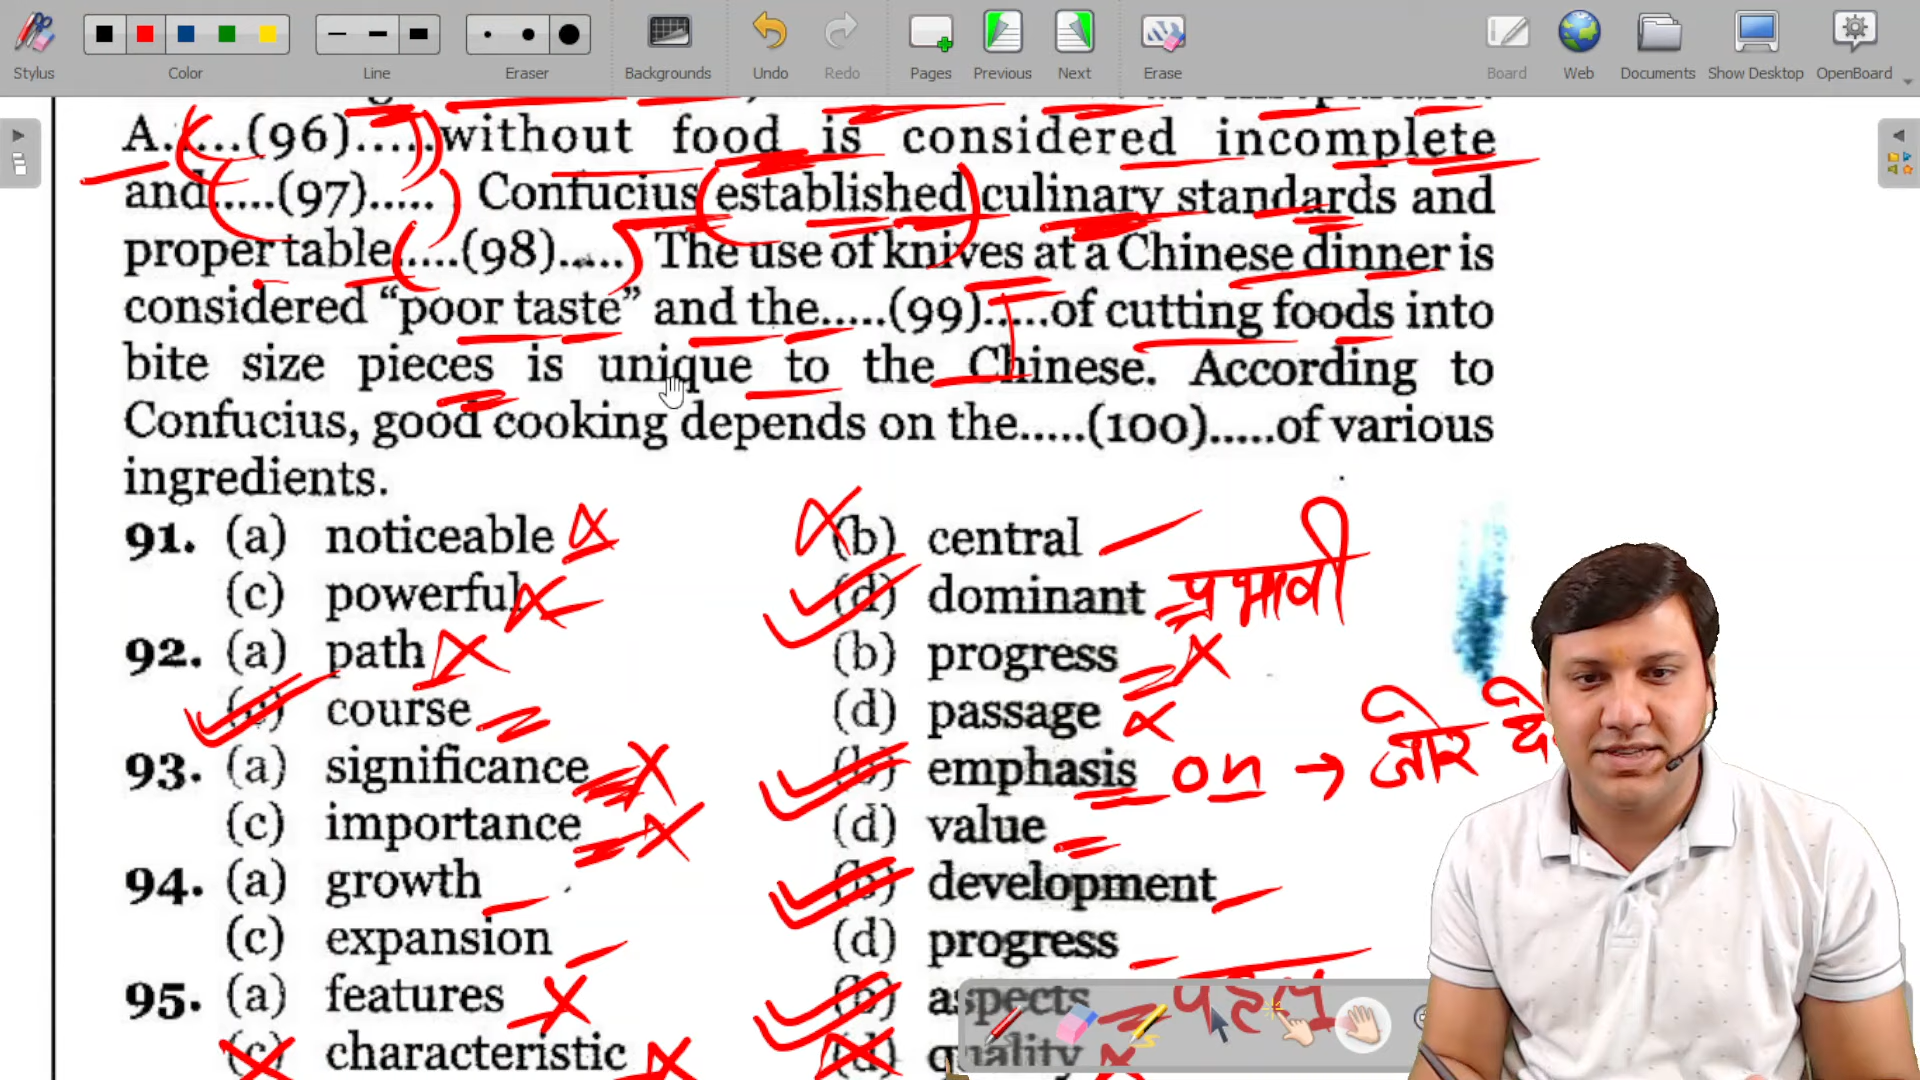 Stylus Color Line Eraser Backgrounds Undo Redo Pages Previous Next Erase Board Web Documents Show Desktop OpenBoard
A.....(96).....without food is considered incomplete
and.....(97)..... Confucius established culinary standards and
proper table.....(98)..... The use of knives at a Chinese dinner is
considered “poor taste” and the.....(99).....of cutting foods into
bite size pieces is unique to the Chinese. According to
Confucius, good cooking depends on the.....(100).....of various
ingredients.
91. (a) noticeable (b) central
(c) powerful (d) dominant प्रभावी
92. (a) path (b) progress
(c) course (d) passage
93. (a) significance (b) emphasis on → जोर
(c) importance (d) value
94. (a) growth (b) development
(c) expansion (d) progress
95. (a) features (b) aspects पहलू
(c) characteristic (d) quality